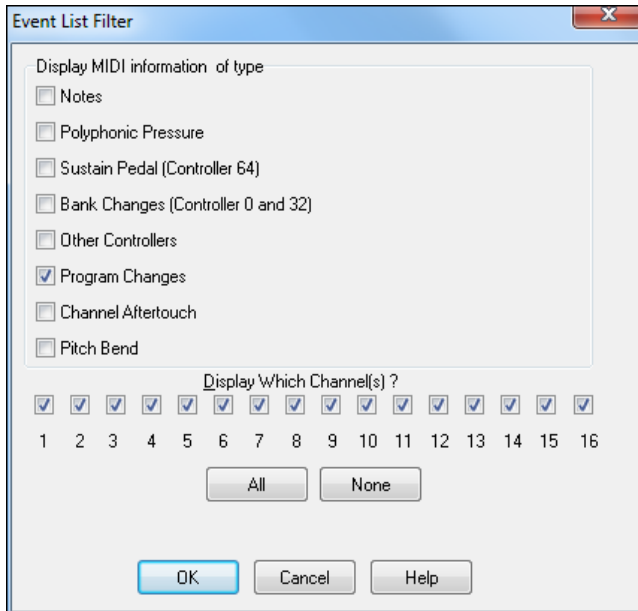 Event List Filter
Display MIDI information of type
Notes
Polyphonic Pressure
Sustain Pedal (Controller 64)
Bank Changes (Controller 0 and 32)
Other Controllers
Program Changes
Channel Aftertouch
Pitch Bend
Display Which Channel(s) ?
1 2 3 4 5 6 7 8 9 10 11 12 13 14 15 16
All None
OK Cancel Help